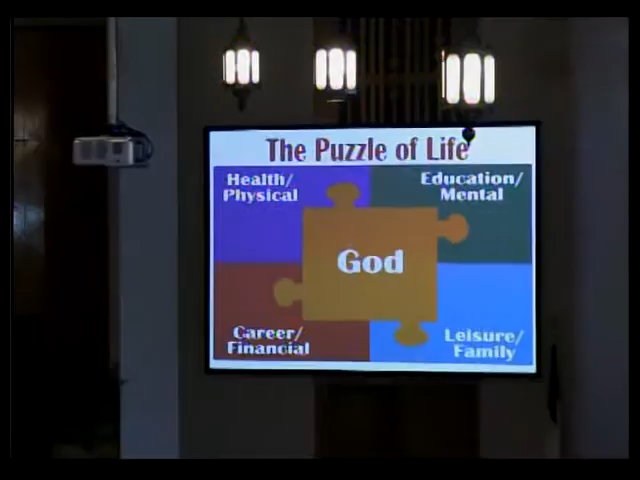 The Puzzle of Life
Health/
Physical
Education/
Mental
God
Career/
Financial
Leisure/
Family